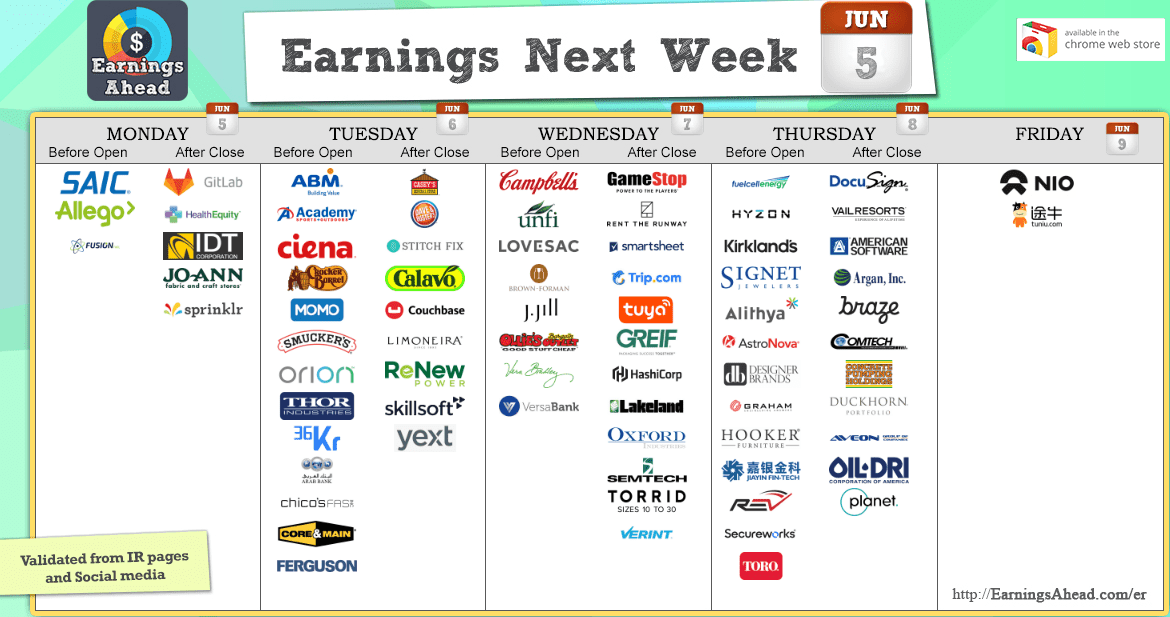 $
Earnings
Ahead
Earnings Next Week
JUN
5
available in the
chrome web store
MONDAY
JUN
5
Before Open After Close
SAIC
Allego
FUSIGN
GitLab
HealthEquity
IDT
CORPORATION
JO-ANN
fabric and craft stores
sprinklr
TUESDAY
JUN
6
Before Open After Close
ABM
Building Value
Academy
SPORTS+OUTDOORS
ciena
Cracker
Barrel
MOMO
SMUCKER'S
ORION
THOR
INDUSTRIES
36Kr
ARAB BANK
chico's FAS
CORE & MAIN
FERGUSON
CASEY'S
STITCH FIX
Calavo
Couchbase
LIMONEIRA
ReNew
POWER
skillsoft
yext
WEDNESDAY
JUN
7
Before Open After Close
Campbell's
unfi
LOVESAC
BROWN-FORMAN
J.Jill
OLLIE'S
OUTLET
GOOD STUFF CHEAP
Vera Bradley
VersaBank
GameStop
POWER TO THE PLAYERS
RENT THE RUNWAY
smartsheet
Trip.com
tuya
GREIF
HashiCorp
Lakeland
OXFORD
INDUSTRIES
SEMTECH
TORRID
SIZES 10 TO 30
VERINT
THURSDAY
JUN
8
Before Open After Close
fuelcell energy
HYZON
Kirkland's
SIGNET
JEWELERS
Alithya
AstroNova
db DESIGNER
BRANDS
GRAHAM
HOOKER
FURNITURE
嘉银金科
JIAYIN FIN-TECH
REV
Secureworks
TORO
DocuSign
VAIL RESORTS
AMERICAN
SOFTWARE
Argan, Inc.
braze
COMTECH
CONCRETE
PUMPING
HOLDINGS
DUCKHORN
PORTFOLIO
OIL-DRI
CORPORATION OF AMERICA
planet.
FRIDAY
JUN
9
NIO
途牛
tuniu.com
Validated from IR pages
and Social media
http://EarningsAhead.com/er